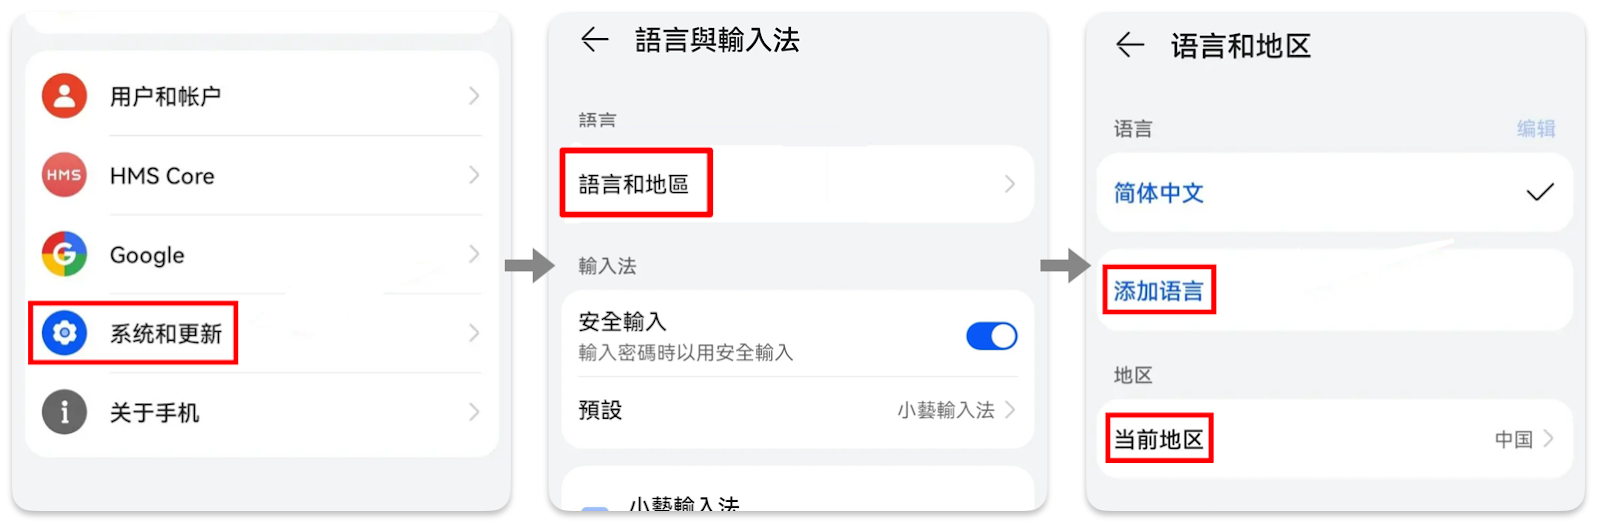 用户和帐户
HMS
HMS Core
G
Google
系统和更新
i
关于手机
語言與輸入法
語言
語言和地區
輸入法
安全輸入
輸入密碼時以用安全輸入
預設
小藝輸入法
小藝輸入法
语言和地区
语言
编辑
简体中文
添加语言
地区
当前地区
中国